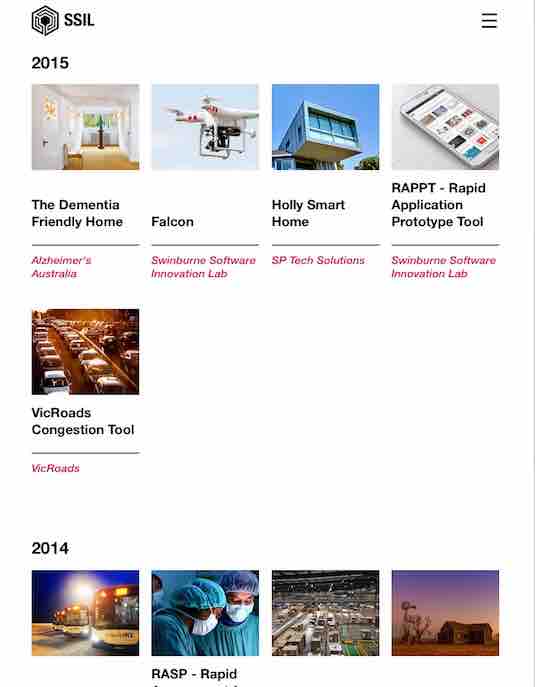 SSIL
2015
The Dementia
Friendly Home
Falcon
Holly Smart
Home
RAPPT - Rapid
Application
Prototype Tool
Alzheimer's
Australia
Swinburne Software
Innovation Lab
SP Tech Solutions
Swinburne Software
Innovation Lab
VicRoads
Congestion Tool
VicRoads
2014
RASP - Rapid